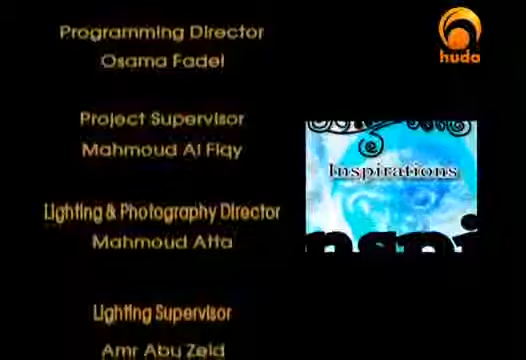 Programming Director
Osama Fadel
huda
Project Supervisor
Mahmoud Al Fiqy
Inspirations
Lighting & Photography Director
Mahmoud Atta
nspi
Lighting Supervisor
Amr Abu Zeid